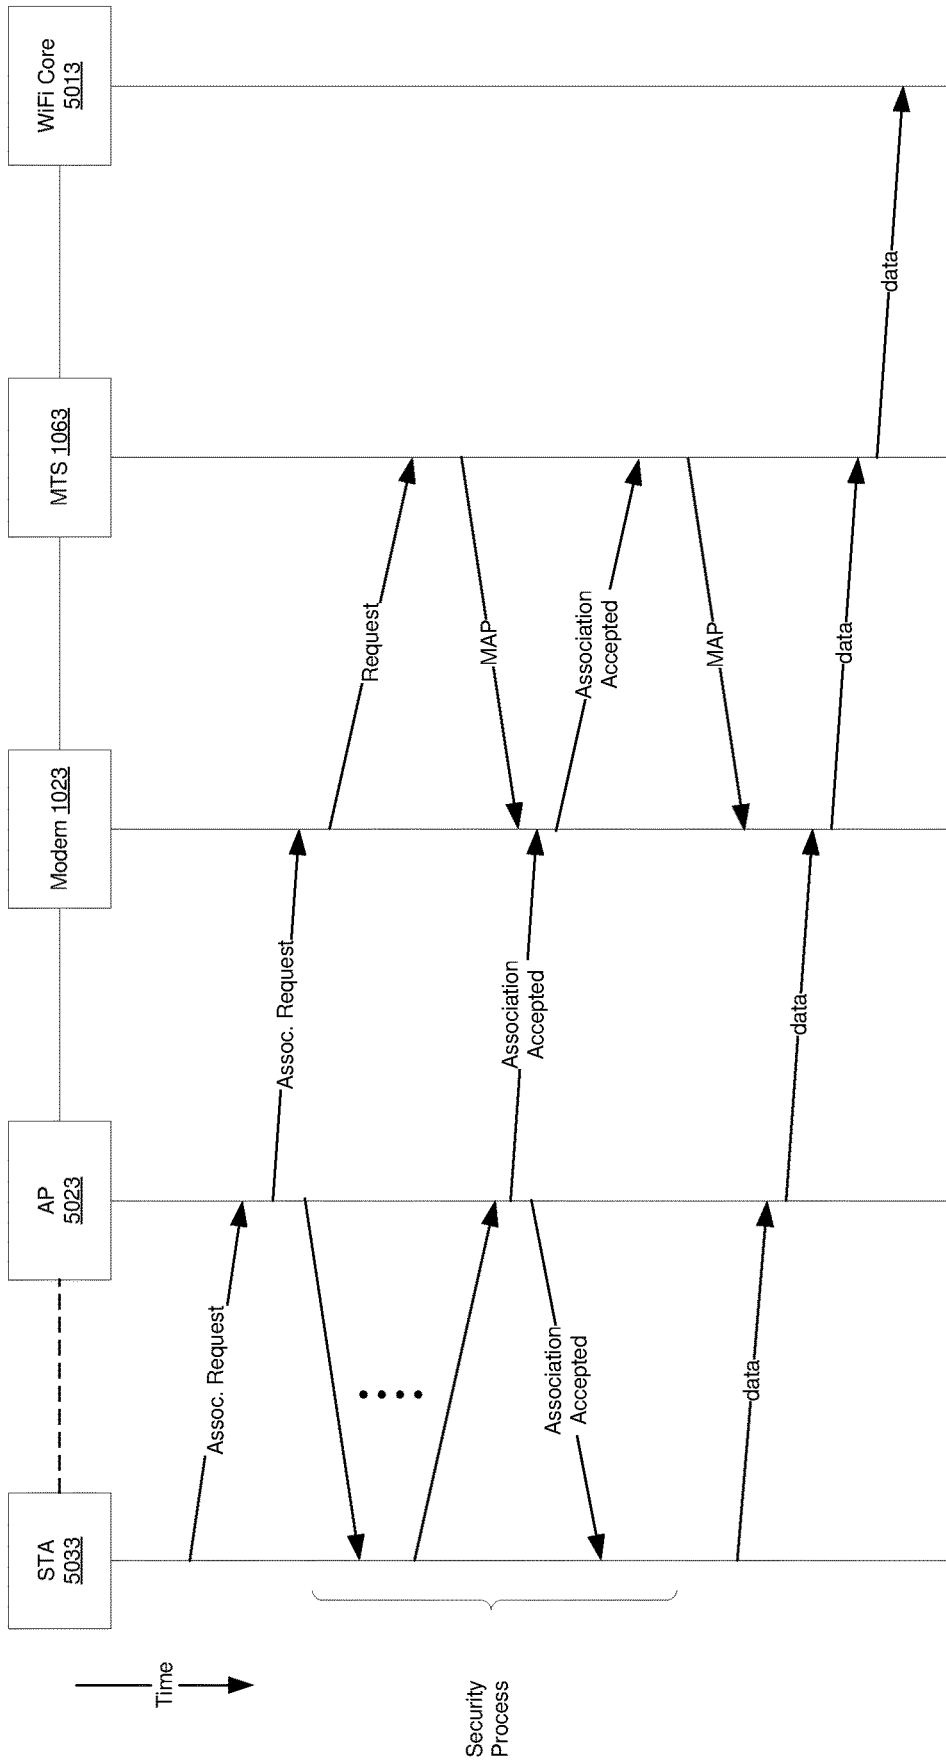 STA
5033
AP
5023
Modem 1023
MTS 1063
WiFi Core
5013
Time
Assoc. Request
Assoc. Request
Request
MAP
Security
Process
Association
Accepted
Association
Accepted
Association
Accepted
MAP
data
data
data
data